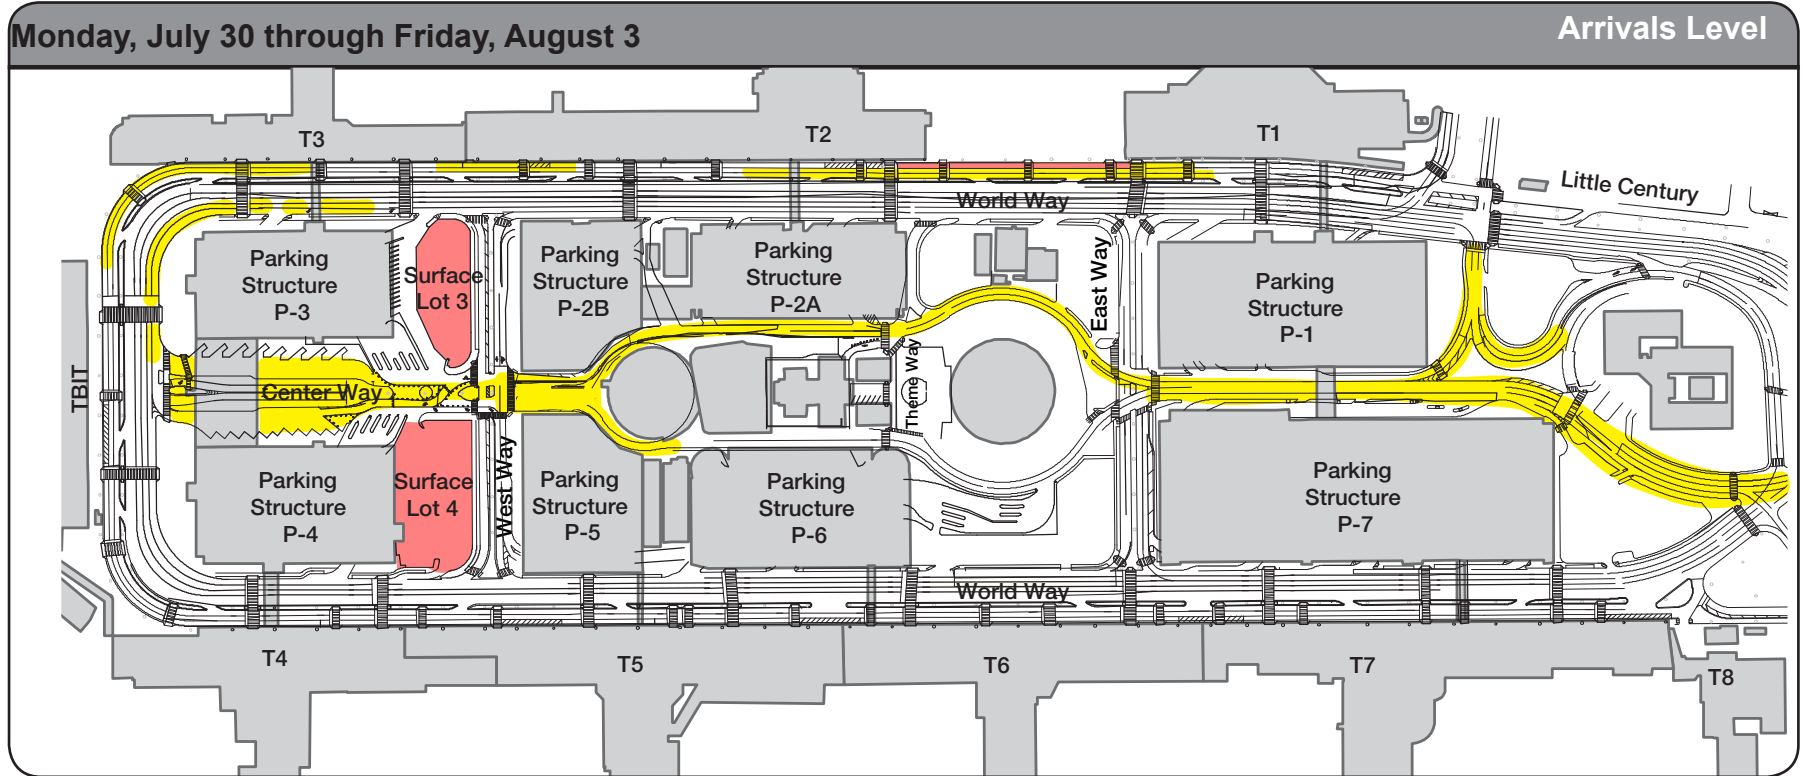 Monday, July 30 through Friday, August 3
Arrivals Level
T3
T2
T1
Little Century
World Way
Parking
Structure
P-3
Surface
Lot 3
Parking
Structure
P-2B
Parking
Structure
P-2A
East Way
Parking
Structure
P-1
TBIT
Center Way
Theme Way
Parking
Structure
P-4
Surface
Lot 4
West Way
Parking
Structure
P-5
Parking
Structure
P-6
Parking
Structure
P-7
World Way
T4
T5
T6
T7
T8